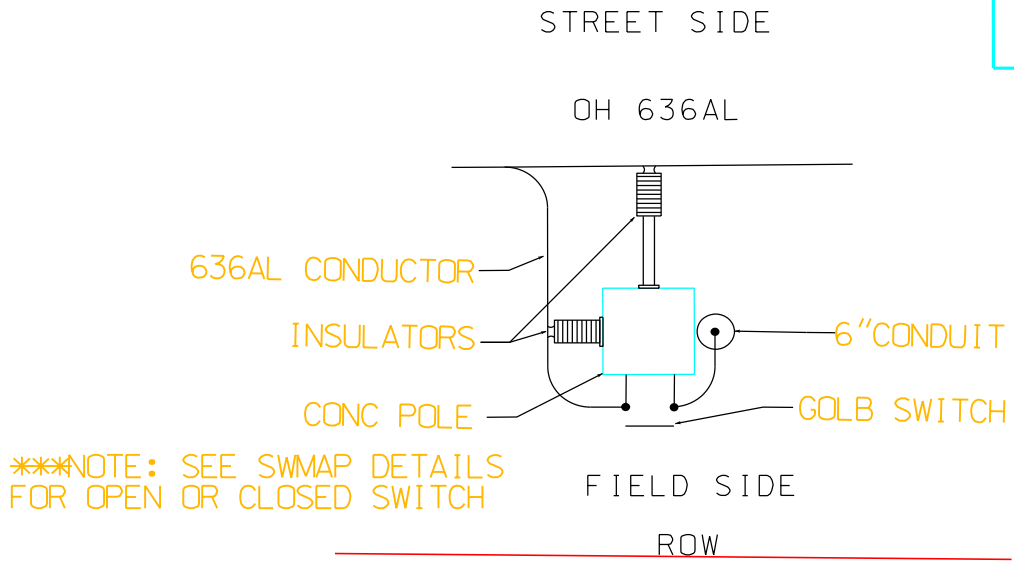 STREET SIDE
OH 636AL
636AL CONDUCTOR
INSULATORS
6"CONDUIT
CONC POLE
GOLB SWITCH
***NOTE: SEE SWMAP DETAILS
FOR OPEN OR CLOSED SWITCH
FIELD SIDE
ROW